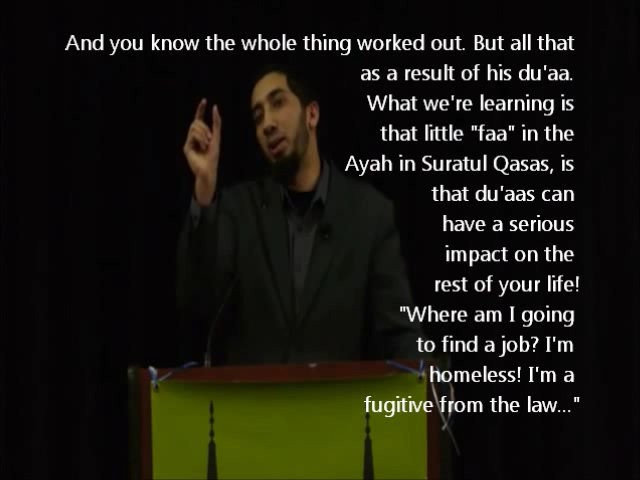 And you know the whole thing worked out. But all that
as a result of his du'aa.
What we're learning is
that little "faa" in the
Ayah in Suratul Qasas, is
that du'aas can
have a serious
impact on the
rest of your life!
"Where am I going
to find a job? I'm
homeless! I'm a
fugitive from the law..."